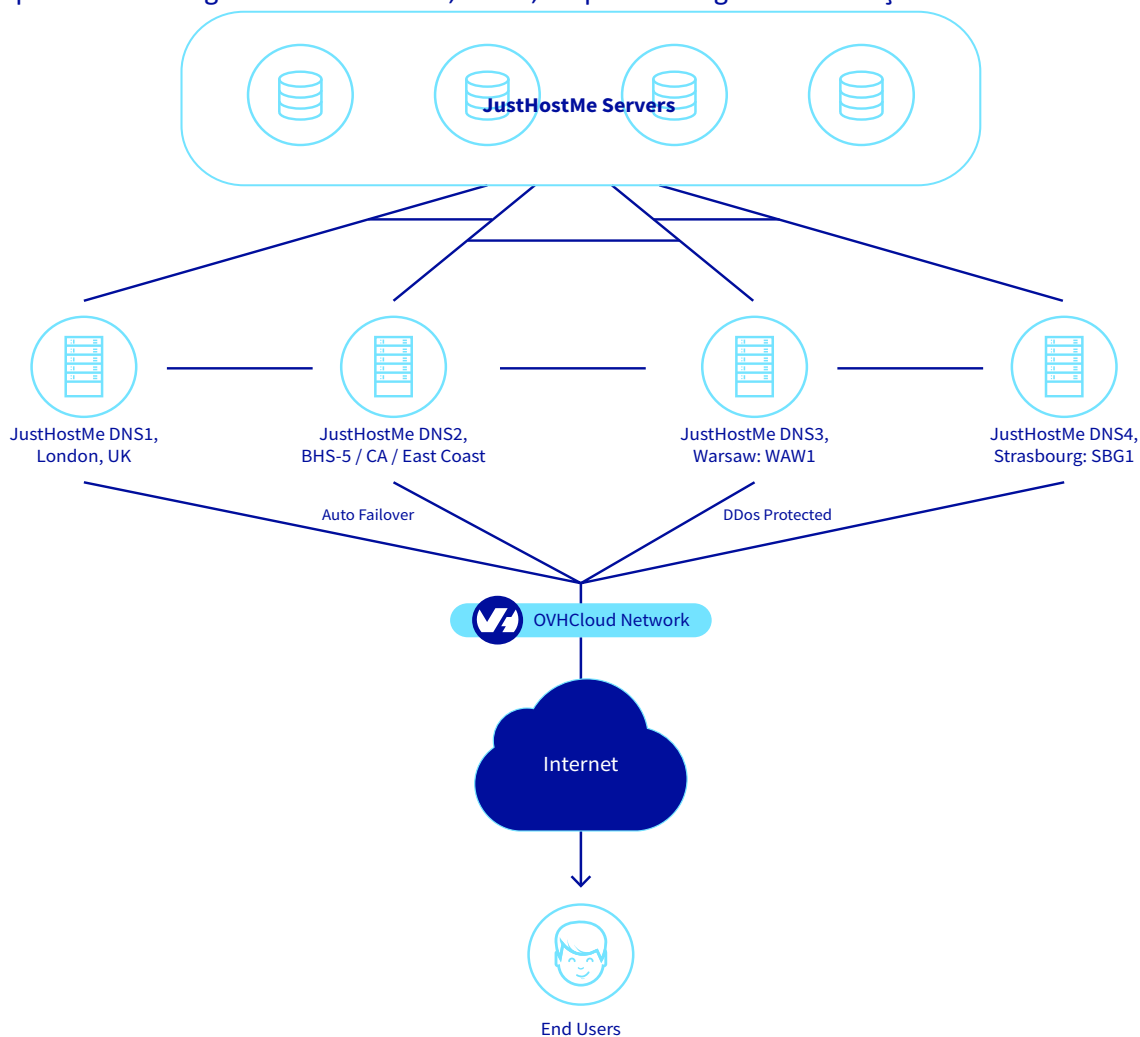 JustHostMe Servers
JustHostMe DNS1,
London, UK
JustHostMe DNS2,
BHS-5 / CA / East Coast
JustHostMe DNS3,
Warsaw: WAW1
JustHostMe DNS4,
Strasbourg: SBG1
Auto Failover
DDos Protected
OVHCloud Network
Internet
End Users